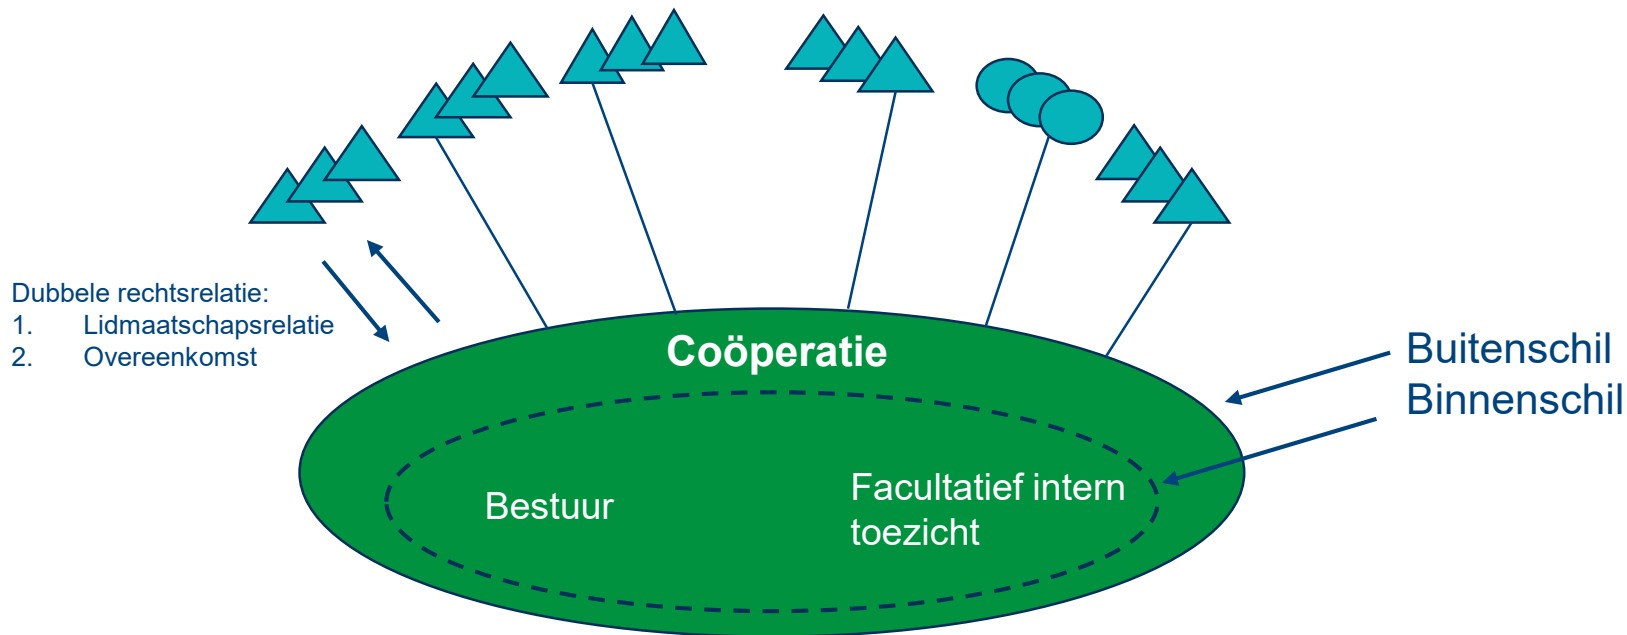 Dubbele rechtsrelatie:
1. Lidmaatschapsrelatie
2. Overeenkomst
Coöperatie
Buitenschil
Binnenschil
Bestuur
Facultatief intern
toezicht